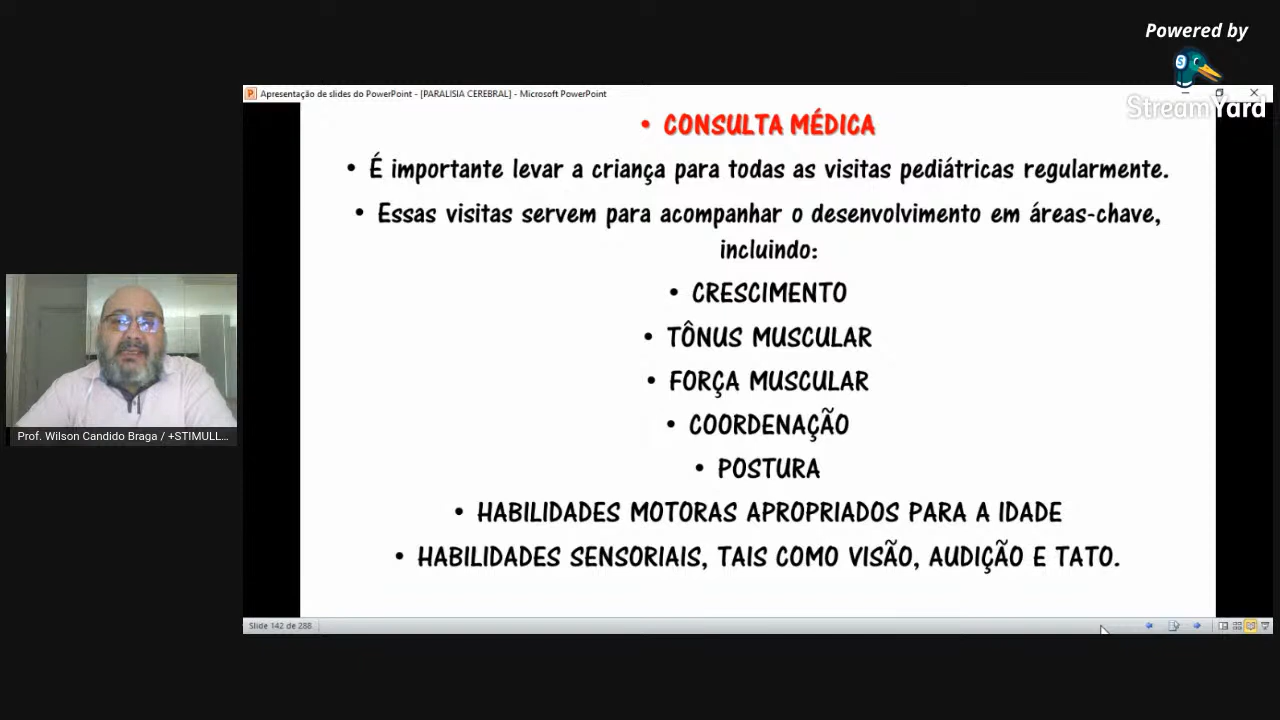 Powered by
StreamYard
Apresentação de slides do PowerPoint - [PARALISIA CEREBRAL] - Microsoft PowerPoint
• CONSULTA MÉDICA
• É importante levar a criança para todas as visitas pediátricas regularmente.
• Essas visitas servem para acompanhar o desenvolvimento em áreas-chave,
incluindo:
• CRESCIMENTO
• TÔNUS MUSCULAR
• FORÇA MUSCULAR
• COORDENAÇÃO
• POSTURA
• HABILIDADES MOTORAS APROPRIADOS PARA A IDADE
• HABILIDADES SENSORIAIS, TAIS COMO VISÃO, AUDIÇÃO E TATO.
Prof. Wilson Candido Braga / +STIMULL...
Slide 142 de 288